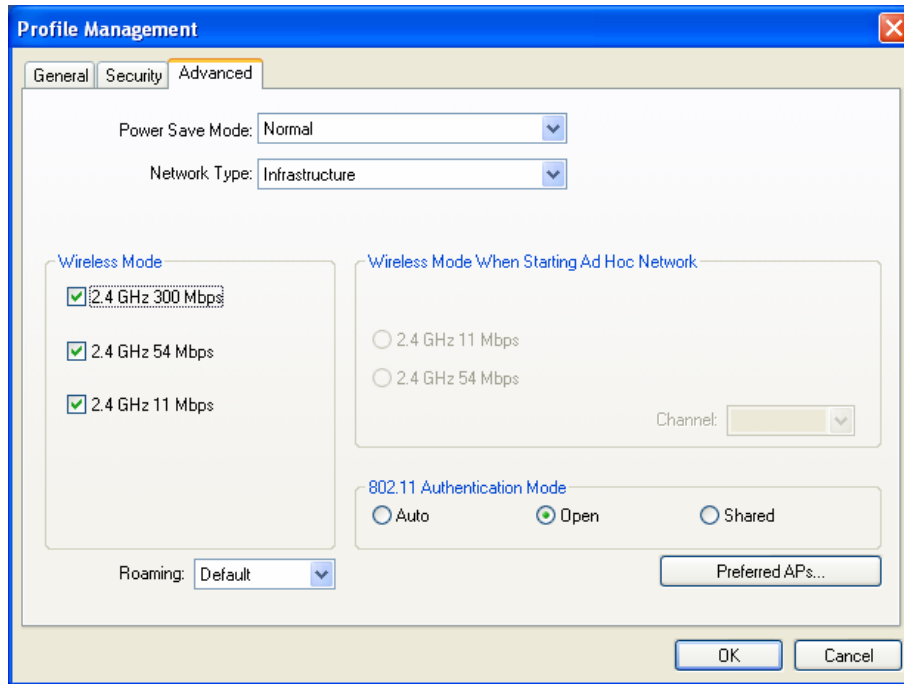 Profile Management
General Security Advanced
Power Save Mode: Normal
Network Type: Infrastructure
Wireless Mode
2.4 GHz 300 Mbps
2.4 GHz 54 Mbps
2.4 GHz 11 Mbps
Wireless Mode When Starting Ad Hoc Network
2.4 GHz 11 Mbps
2.4 GHz 54 Mbps
Channel:
802.11 Authentication Mode
Auto Open Shared
Roaming: Default
Preferred APs...
OK Cancel